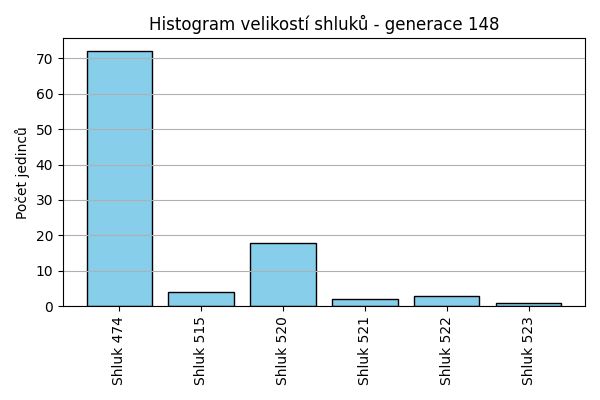 Histogram velikostí shluků - generace 148
Počet jedinců
70
60
50
40
30
20
10
0
Shluk 474
Shluk 515
Shluk 520
Shluk 521
Shluk 522
Shluk 523